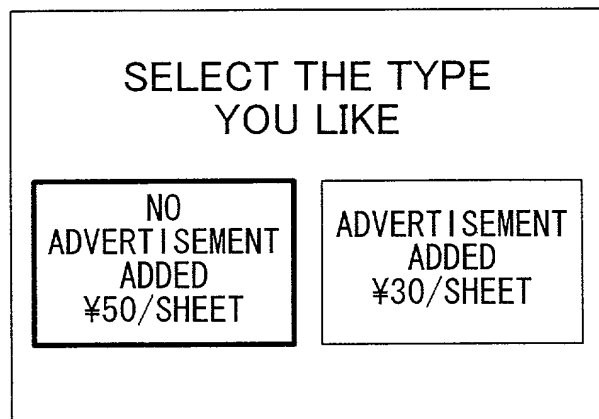 SELECT THE TYPE
YOU LIKE
NO
ADVERTISEMENT
ADDED
¥50/SHEET
ADVERTISEMENT
ADDED
¥30/SHEET